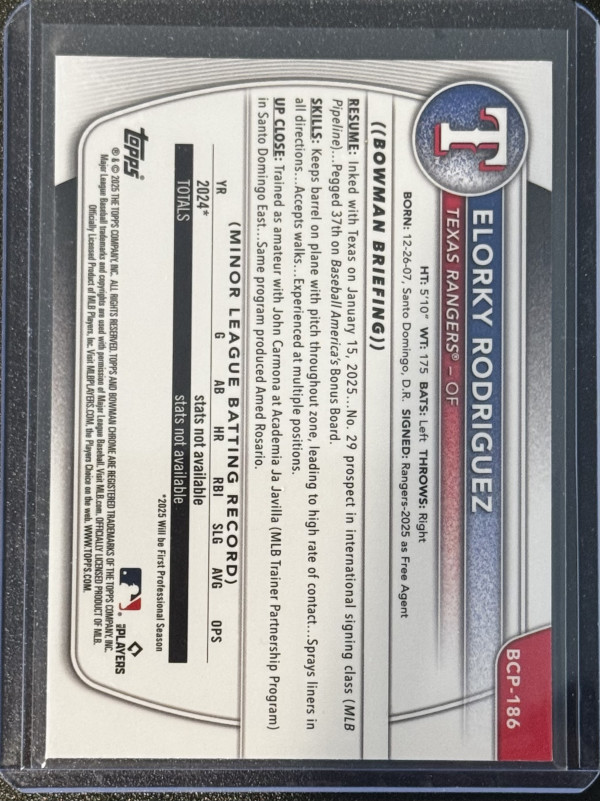 BCP-186
T
ELORKY RODRIGUEZ
TEXAS RANGERS® – OF
HT: 5'10" WT: 175 BATS: Left THROWS: Right
BORN: 12-26-07, Santo Domingo, D.R. SIGNED: Rangers-2025 as Free Agent
((BOWMAN BRIEFING))
RESUME: Inked with Texas on January 15, 2025...No. 29 prospect in international signing class (MLB
Pipeline)...Pegged 37th on Baseball America's Bonus Board.
SKILLS: Keeps barrel on plane with pitch throughout zone, leading to high rate of contact...Sprays liners in
all directions...Accepts walks...Experienced at multiple positions.
UP CLOSE: Trained as amateur with John Carmona at Academia Ja Javilla (MLB Trainer Partnership Program)
in Santo Domingo East...Same program produced Amed Rosario.
(MINOR LEAGUE BATTING RECORD)
YR G AB HR RBI SLG AVG OPS
2024* stats not available
TOTALS stats not available
*2025 Will be First Professional Season
topps®
PLAYERS
® & © 2025 THE TOPPS COMPANY, INC. ALL RIGHTS RESERVED. TOPPS AND BOWMAN CHROME ARE REGISTERED TRADEMARKS OF THE TOPPS COMPANY, INC.
Major League Baseball trademarks and copyrights are used with permission of Major League Baseball. Visit MLB.com. OFFICIALLY LICENSED PRODUCT OF MLB
Officially Licensed Product of MLB Players, Inc. Visit MLBPLAYERS.COM, the Players Choice on the web. WWW.TOPPS.COM.